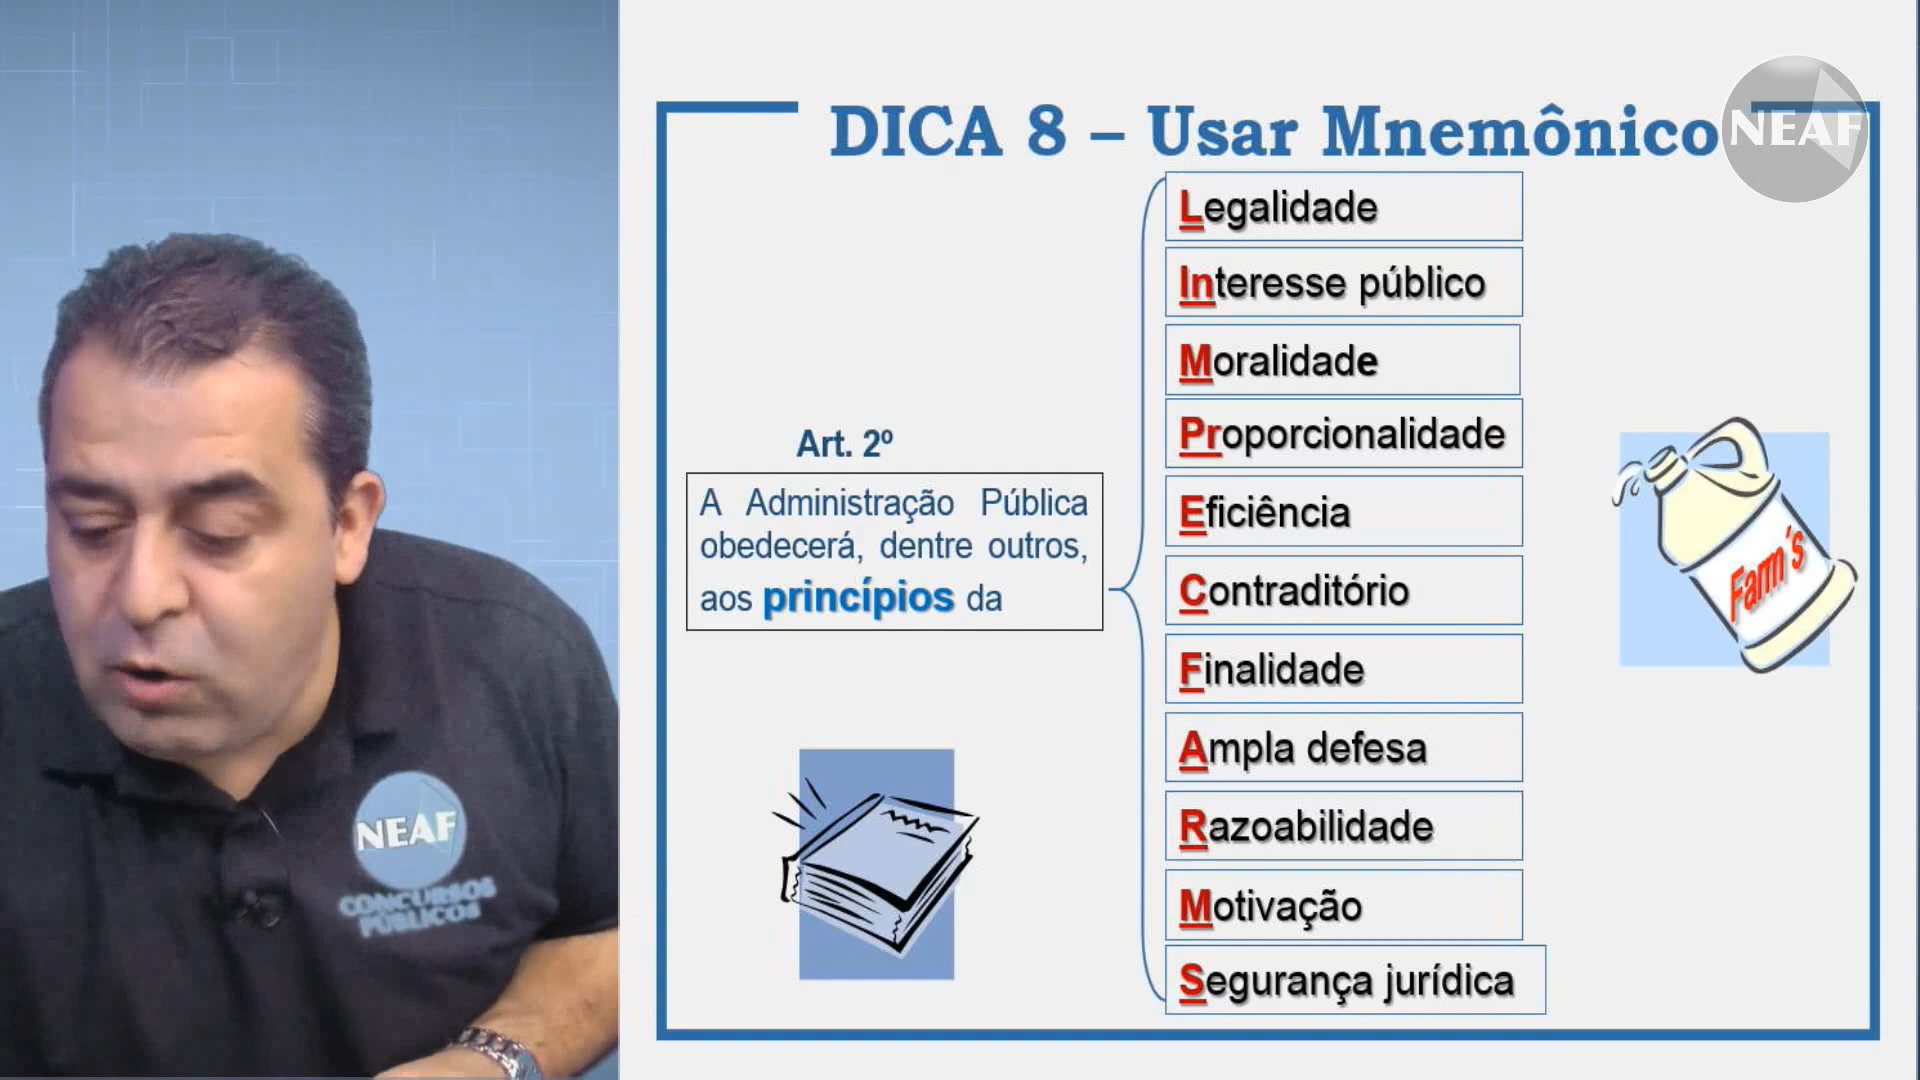 DICA 8 – Usar Mnemônico
NEAF
Legalidade
Interesse público
Moralidade
Proporcionalidade
Eficiência
Contraditório
Finalidade
Ampla defesa
Razoabilidade
Motivação
Segurança jurídica
Art. 2º
A Administração Pública
obedecerá, dentre outros,
aos princípios da
Farm´s
NEAF
CONCURSOS
PÚBLICOS